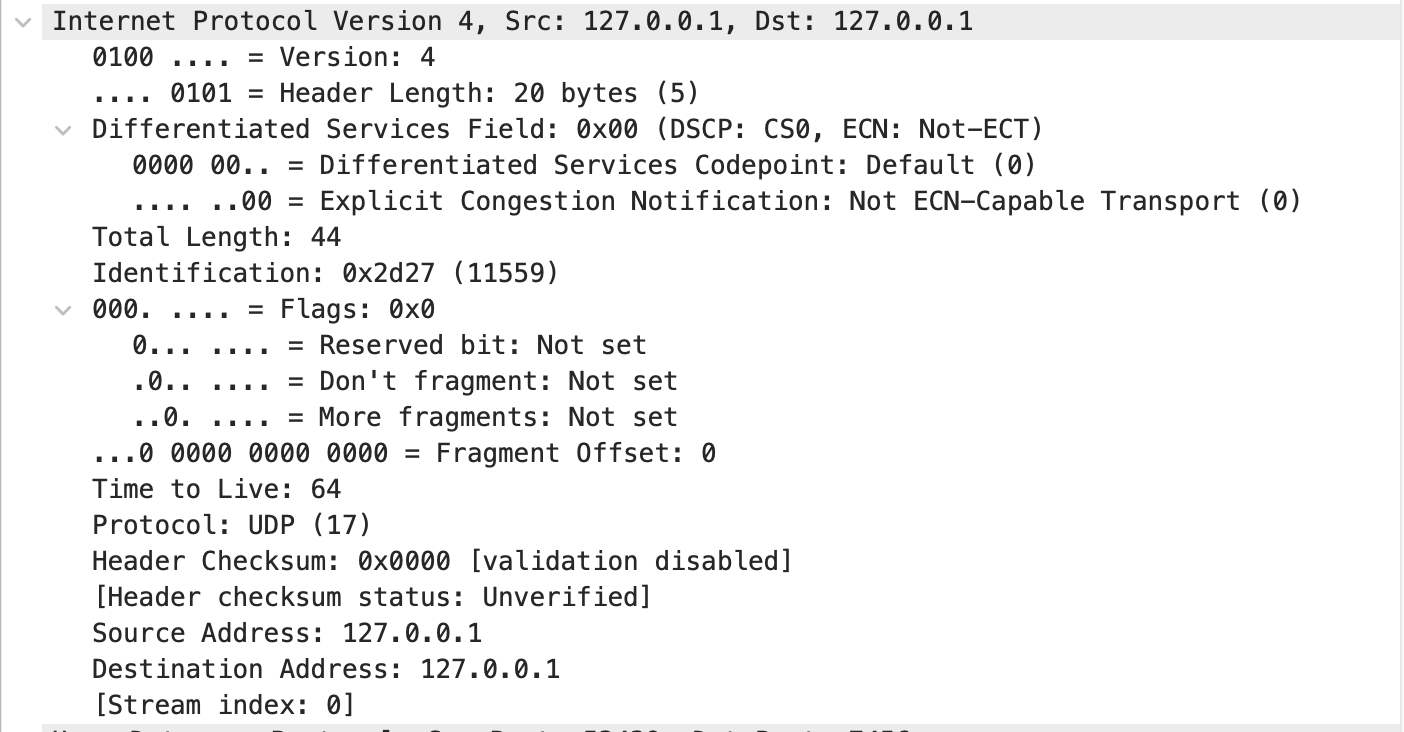 Internet Protocol Version 4, Src: 127.0.0.1, Dst: 127.0.0.1
0100 .... = Version: 4
.... 0101 = Header Length: 20 bytes (5)
Differentiated Services Field: 0x00 (DSCP: CS0, ECN: Not-ECT)
0000 00.. = Differentiated Services Codepoint: Default (0)
.... ..00 = Explicit Congestion Notification: Not ECN-Capable Transport (0)
Total Length: 44
Identification: 0x2d27 (11559)
000. .... = Flags: 0x0
0... .... = Reserved bit: Not set
.0.. .... = Don't fragment: Not set
..0. .... = More fragments: Not set
...0 0000 0000 0000 = Fragment Offset: 0
Time to Live: 64
Protocol: UDP (17)
Header Checksum: 0x0000 [validation disabled]
[Header checksum status: Unverified]
Source Address: 127.0.0.1
Destination Address: 127.0.0.1
[Stream index: 0]